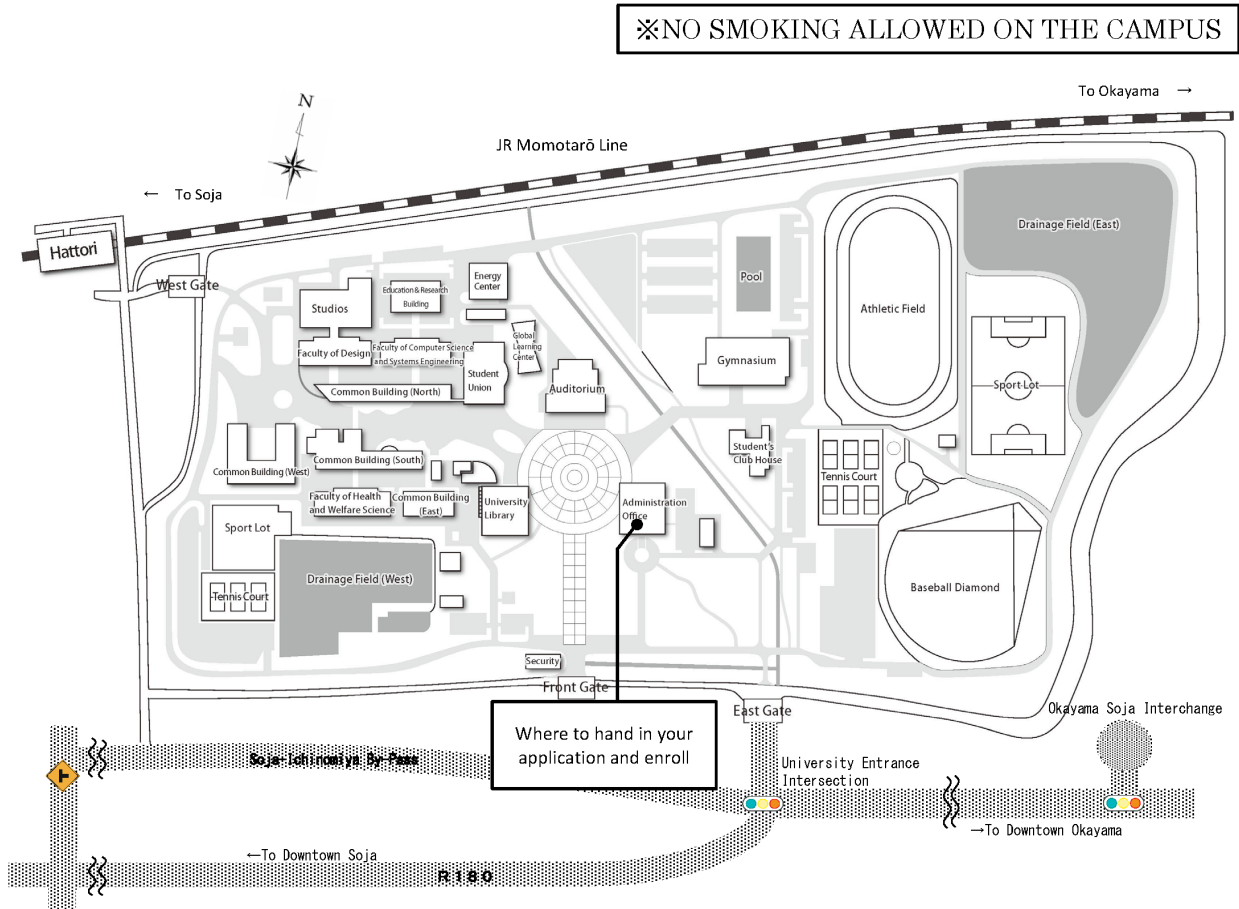 ※NO SMOKING ALLOWED ON THE CAMPUS
To Okayama →
N
JR Momotarō Line
← To Soja
Hattori
West Gate
Drainage Field (East)
Energy
Center
Education & Research
Building
Pool
Studios
Athletic Field
Global
Learning
Center
Faculty of Design
Faculty of Computer Science
and Systems Engineering
Student
Union
Gymnasium
Common Building (North)
Auditorium
Sport Lot
Student's
Club House
Common Building (South)
Common Building (West)
Tennis Court
Faculty of Health
and Welfare Science
Common Building
(East)
University
Library
Administration
Office
Sport Lot
Drainage Field (West)
Tennis Court
Baseball Diamond
Security
Front Gate
East Gate
Okayama Soja Interchange
Where to hand in your
application and enroll
Soja-Ichinomiya By-Pass
University Entrance
Intersection
→To Downtown Okayama
←To Downtown Soja
R180